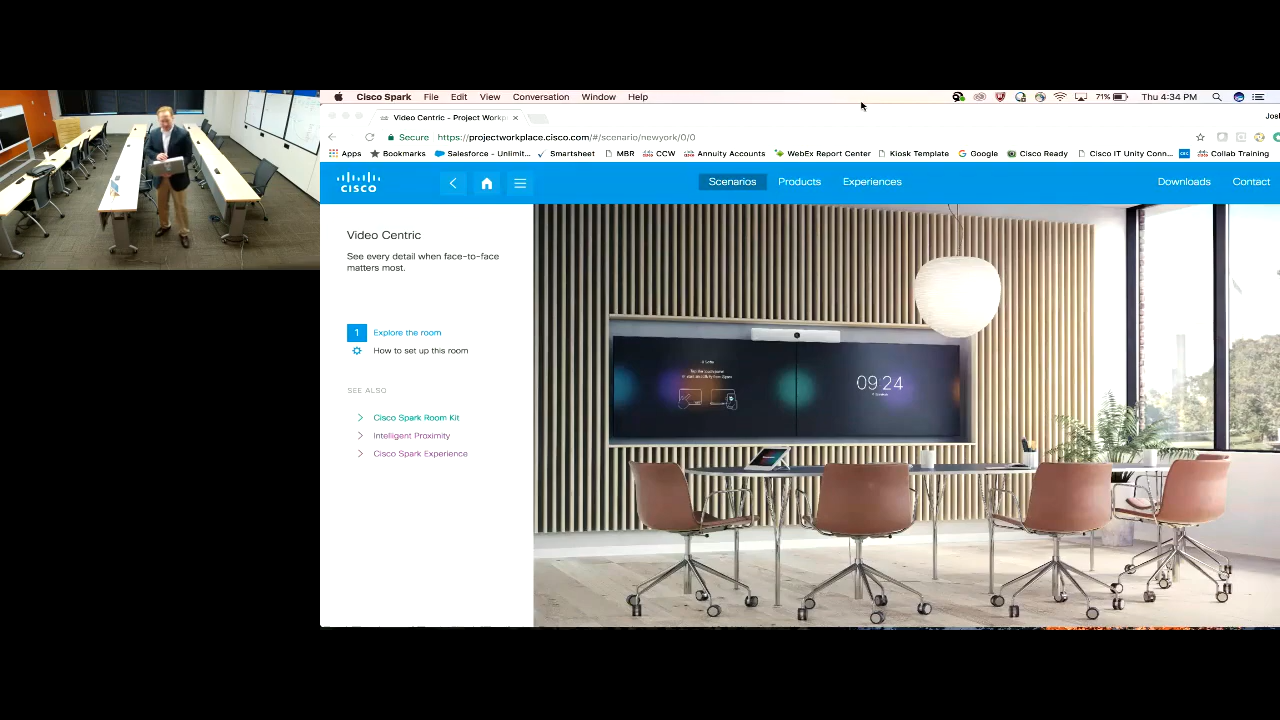 Cisco Spark File Edit View Conversation Window Help 71% Thu 4:34 PM
Video Centric - Project Workp
Secure https://projectworkplace.cisco.com/#/scenario/newyork/0/0
Apps Bookmarks Salesforce - Unlimit... Smartsheet MBR CCW Annuity Accounts WebEx Report Center Kiosk Template Google Cisco Ready Cisco IT Unity Conn... Collab Training
CISCO Scenarios Products Experiences Downloads Contact
Video Centric
See every detail when face-to-face
matters most.
1 Explore the room
How to set up this room
SEE ALSO
Cisco Spark Room Kit
Intelligent Proximity
Cisco Spark Experience
09 24